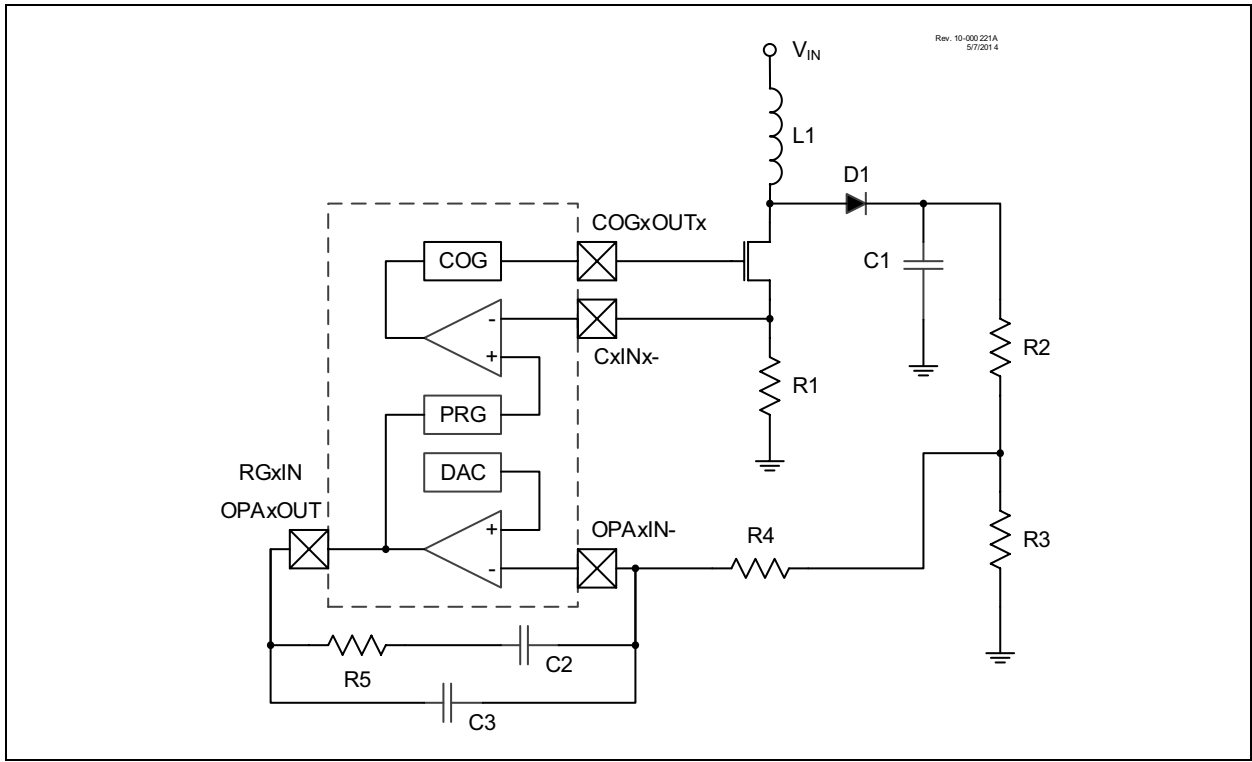 Rev. 10-000 221A
5/7/2014
VIN
L1
D1
COGxOUTx
COG
C1
-
+
CxINx-
R2
R1
PRG
RGxIN
DAC
OPAxOUT
OPAxIN-
+
-
R4
R3
R5
C2
C3